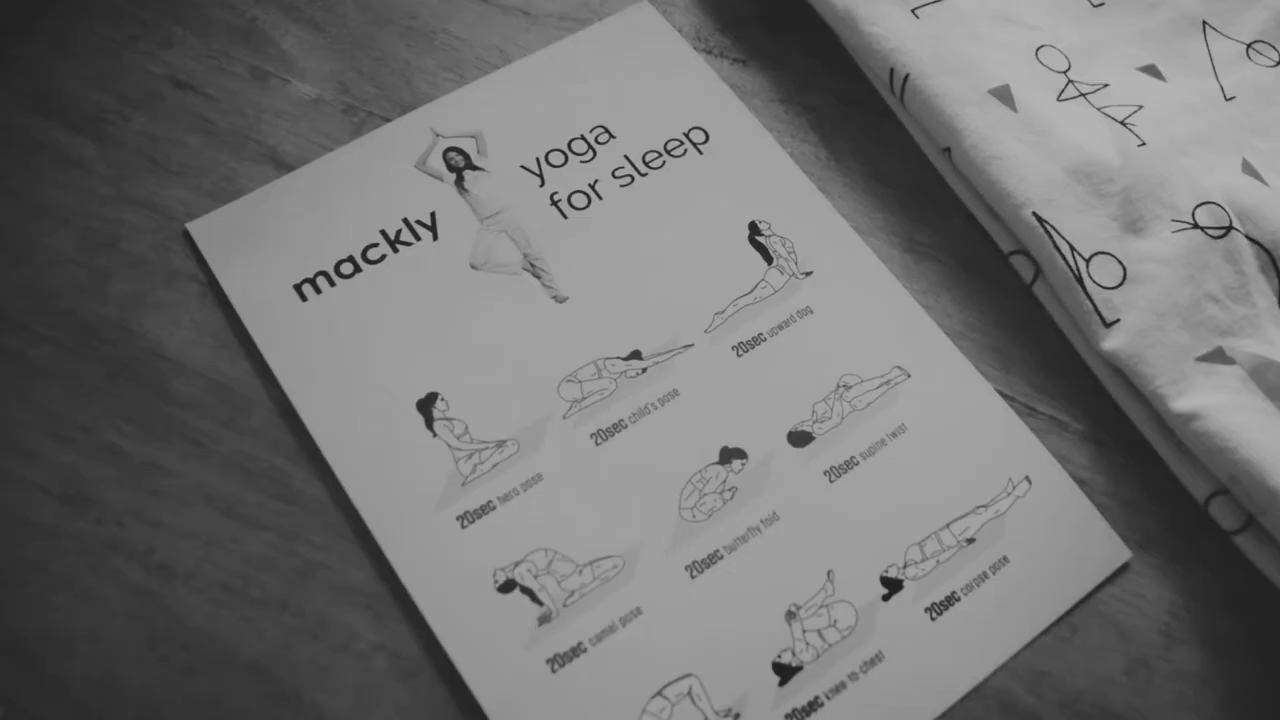 mackly
yoga
for sleep
20sec hero pose
20sec child's pose
20sec upward dog
20sec camel pose
20sec butterfly fold
20sec supine twist
20sec knee-to-chest
20sec corpse pose